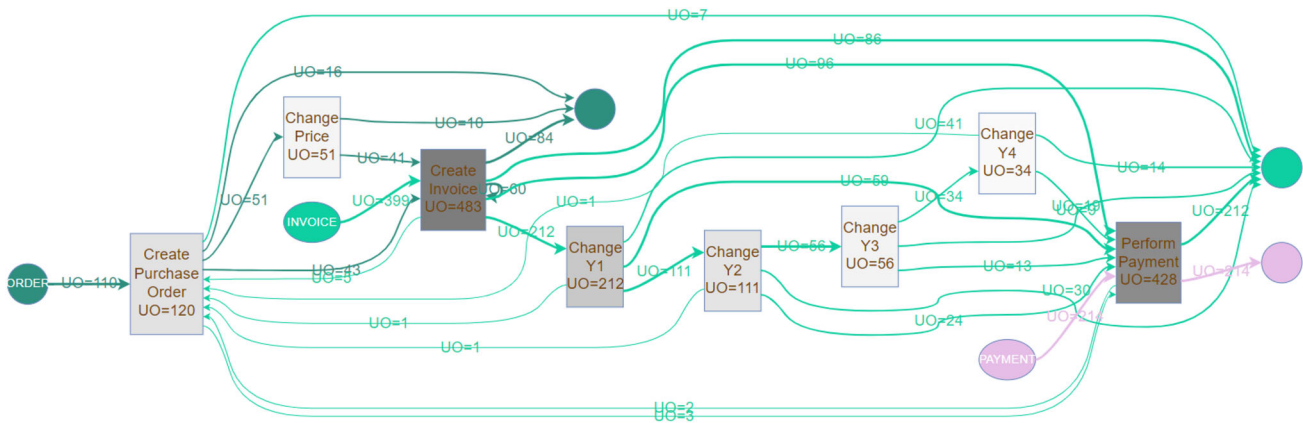 UO=7
UO=86
UO=96
UO=16
Change
Price
UO=51
UO=10
UO=84
UO=41
UO=60
Create
Invoice
UO=483
UO=399
INVOICE
UO=51
UO=43
UO=5
UO=212
UO=1
UO=41
Change
Y4
UO=34
UO=14
UO=59
UO=34
UO=19
UO=212
ORDER
UO=110
Create
Purchase
Order
UO=120
Change
Y1
UO=212
UO=111
Change
Y2
UO=111
UO=56
Change
Y3
UO=56
UO=13
Perform
Payment
UO=428
UO=214
UO=30
UO=24
UO=214
PAYMENT
UO=1
UO=1
UO=2
UO=3